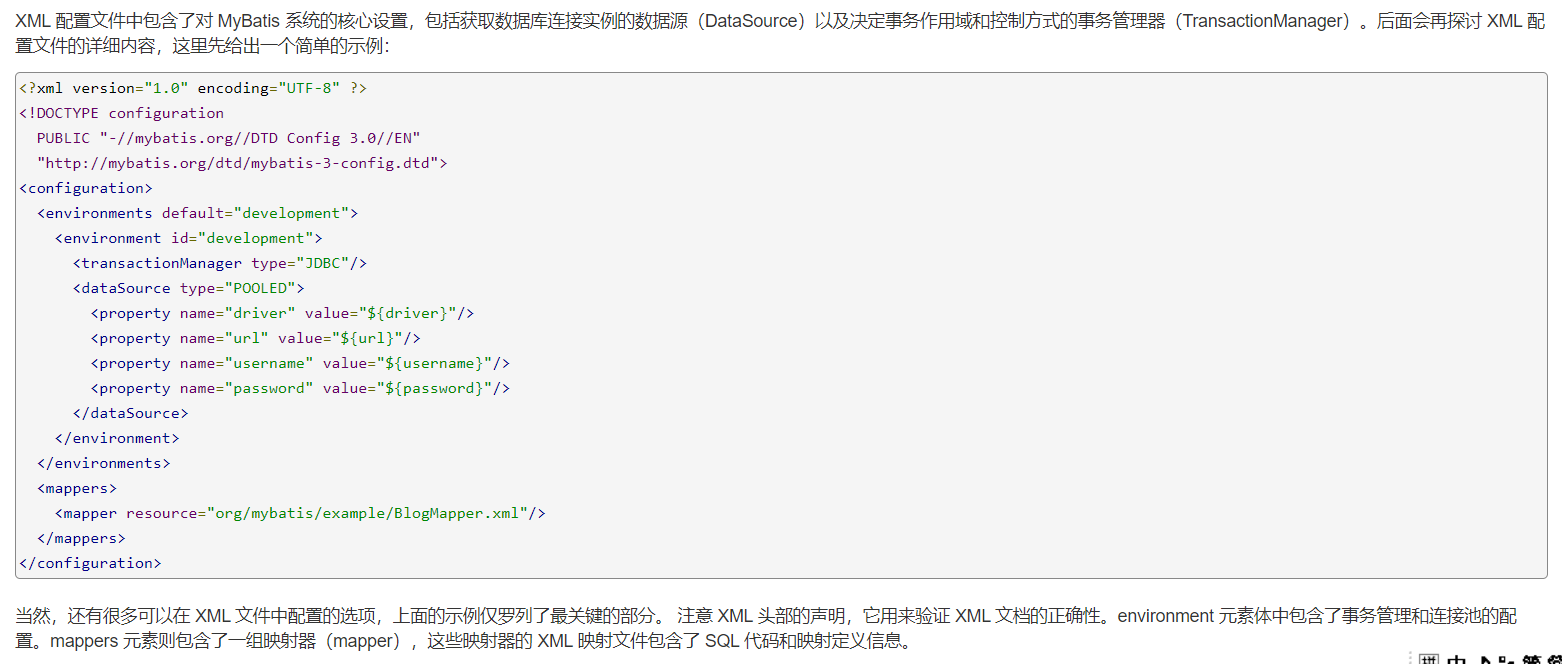 XML 配置文件中包含了对 MyBatis 系统的核心设置，包括获取数据库连接实例的数据源（DataSource）以及决定事务作用域和控制方式的事务管理器（TransactionManager）。后面会再探讨 XML 配
置文件的详细内容，这里先给出一个简单的示例：
<?xml version="1.0" encoding="UTF-8" ?>
<!DOCTYPE configuration
  PUBLIC "-//mybatis.org//DTD Config 3.0//EN"
  "http://mybatis.org/dtd/mybatis-3-config.dtd">
<configuration>
  <environments default="development">
    <environment id="development">
      <transactionManager type="JDBC"/>
      <dataSource type="POOLED">
        <property name="driver" value="${driver}"/>
        <property name="url" value="${url}"/>
        <property name="username" value="${username}"/>
        <property name="password" value="${password}"/>
      </dataSource>
    </environment>
  </environments>
  <mappers>
    <mapper resource="org/mybatis/example/BlogMapper.xml"/>
  </mappers>
</configuration>
当然，还有很多可以在 XML 文件中配置的选项，上面的示例仅罗列了最关键的部分。 注意 XML 头部的声明，它用来验证 XML 文档的正确性。environment 元素体中包含了事务管理和连接池的配
置。mappers 元素则包含了一组映射器（mapper），这些映射器的 XML 映射文件包含了 SQL 代码和映射定义信息。